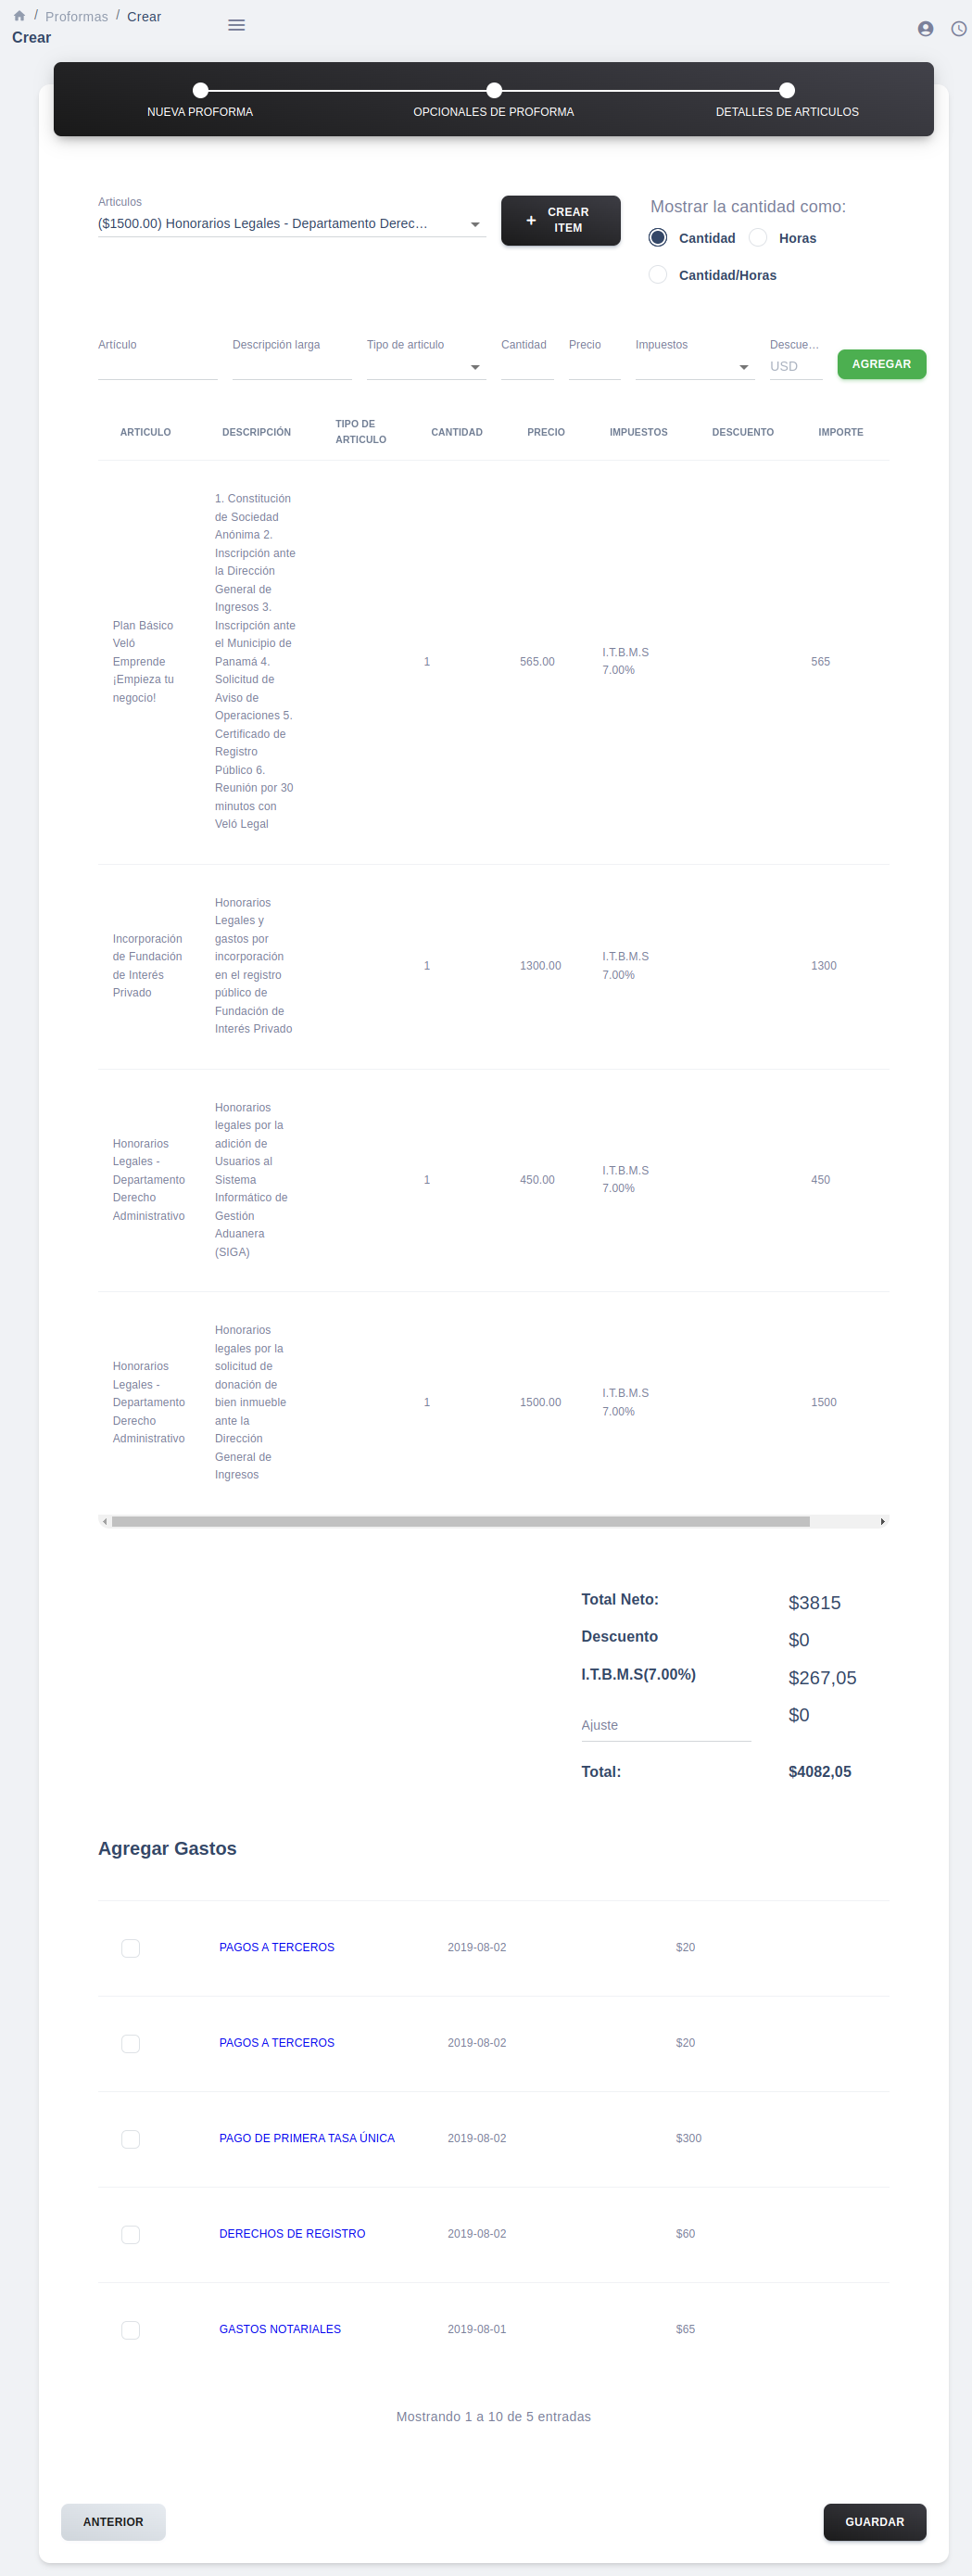 / Proformas / Crear
Crear
NUEVA PROFORMA
OPCIONALES DE PROFORMA
DETALLES DE ARTICULOS
Articulos
($1500.00) Honorarios Legales - Departamento Derec…
+ CREAR
ITEM
Mostrar la cantidad como:
Cantidad
Horas
Cantidad/Horas
Artículo
Descripción larga
Tipo de articulo
Cantidad
Precio
Impuestos
Descue…
USD
AGREGAR
ARTICULO
DESCRIPCIÓN
TIPO DE
ARTICULO
CANTIDAD
PRECIO
IMPUESTOS
DESCUENTO
IMPORTE
Plan Básico
Veló
Emprende
¡Empieza tu
negocio!
1. Constitución
de Sociedad
Anónima 2.
Inscripción ante
la Dirección
General de
Ingresos 3.
Inscripción ante
el Municipio de
Panamá 4.
Solicitud de
Aviso de
Operaciones 5.
Certificado de
Registro
Público 6.
Reunión por 30
minutos con
Veló Legal
1
565.00
I.T.B.M.S
7.00%
565
Incorporación
de Fundación
de Interés
Privado
Honorarios
Legales y
gastos por
incorporación
en el registro
público de
Fundación de
Interés Privado
1
1300.00
I.T.B.M.S
7.00%
1300
Honorarios
Legales -
Departamento
Derecho
Administrativo
Honorarios
legales por la
adición de
Usuarios al
Sistema
Informático de
Gestión
Aduanera
(SIGA)
1
450.00
I.T.B.M.S
7.00%
450
Honorarios
Legales -
Departamento
Derecho
Administrativo
Honorarios
legales por la
solicitud de
donación de
bien inmueble
ante la
Dirección
General de
Ingresos
1
1500.00
I.T.B.M.S
7.00%
1500
Total Neto: $3815
Descuento $0
I.T.B.M.S(7.00%) $267,05
Ajuste $0
Total: $4082,05
Agregar Gastos
PAGOS A TERCEROS 2019-08-02 $20
PAGOS A TERCEROS 2019-08-02 $20
PAGO DE PRIMERA TASA ÚNICA 2019-08-02 $300
DERECHOS DE REGISTRO 2019-08-02 $60
GASTOS NOTARIALES 2019-08-01 $65
Mostrando 1 a 10 de 5 entradas
ANTERIOR
GUARDAR